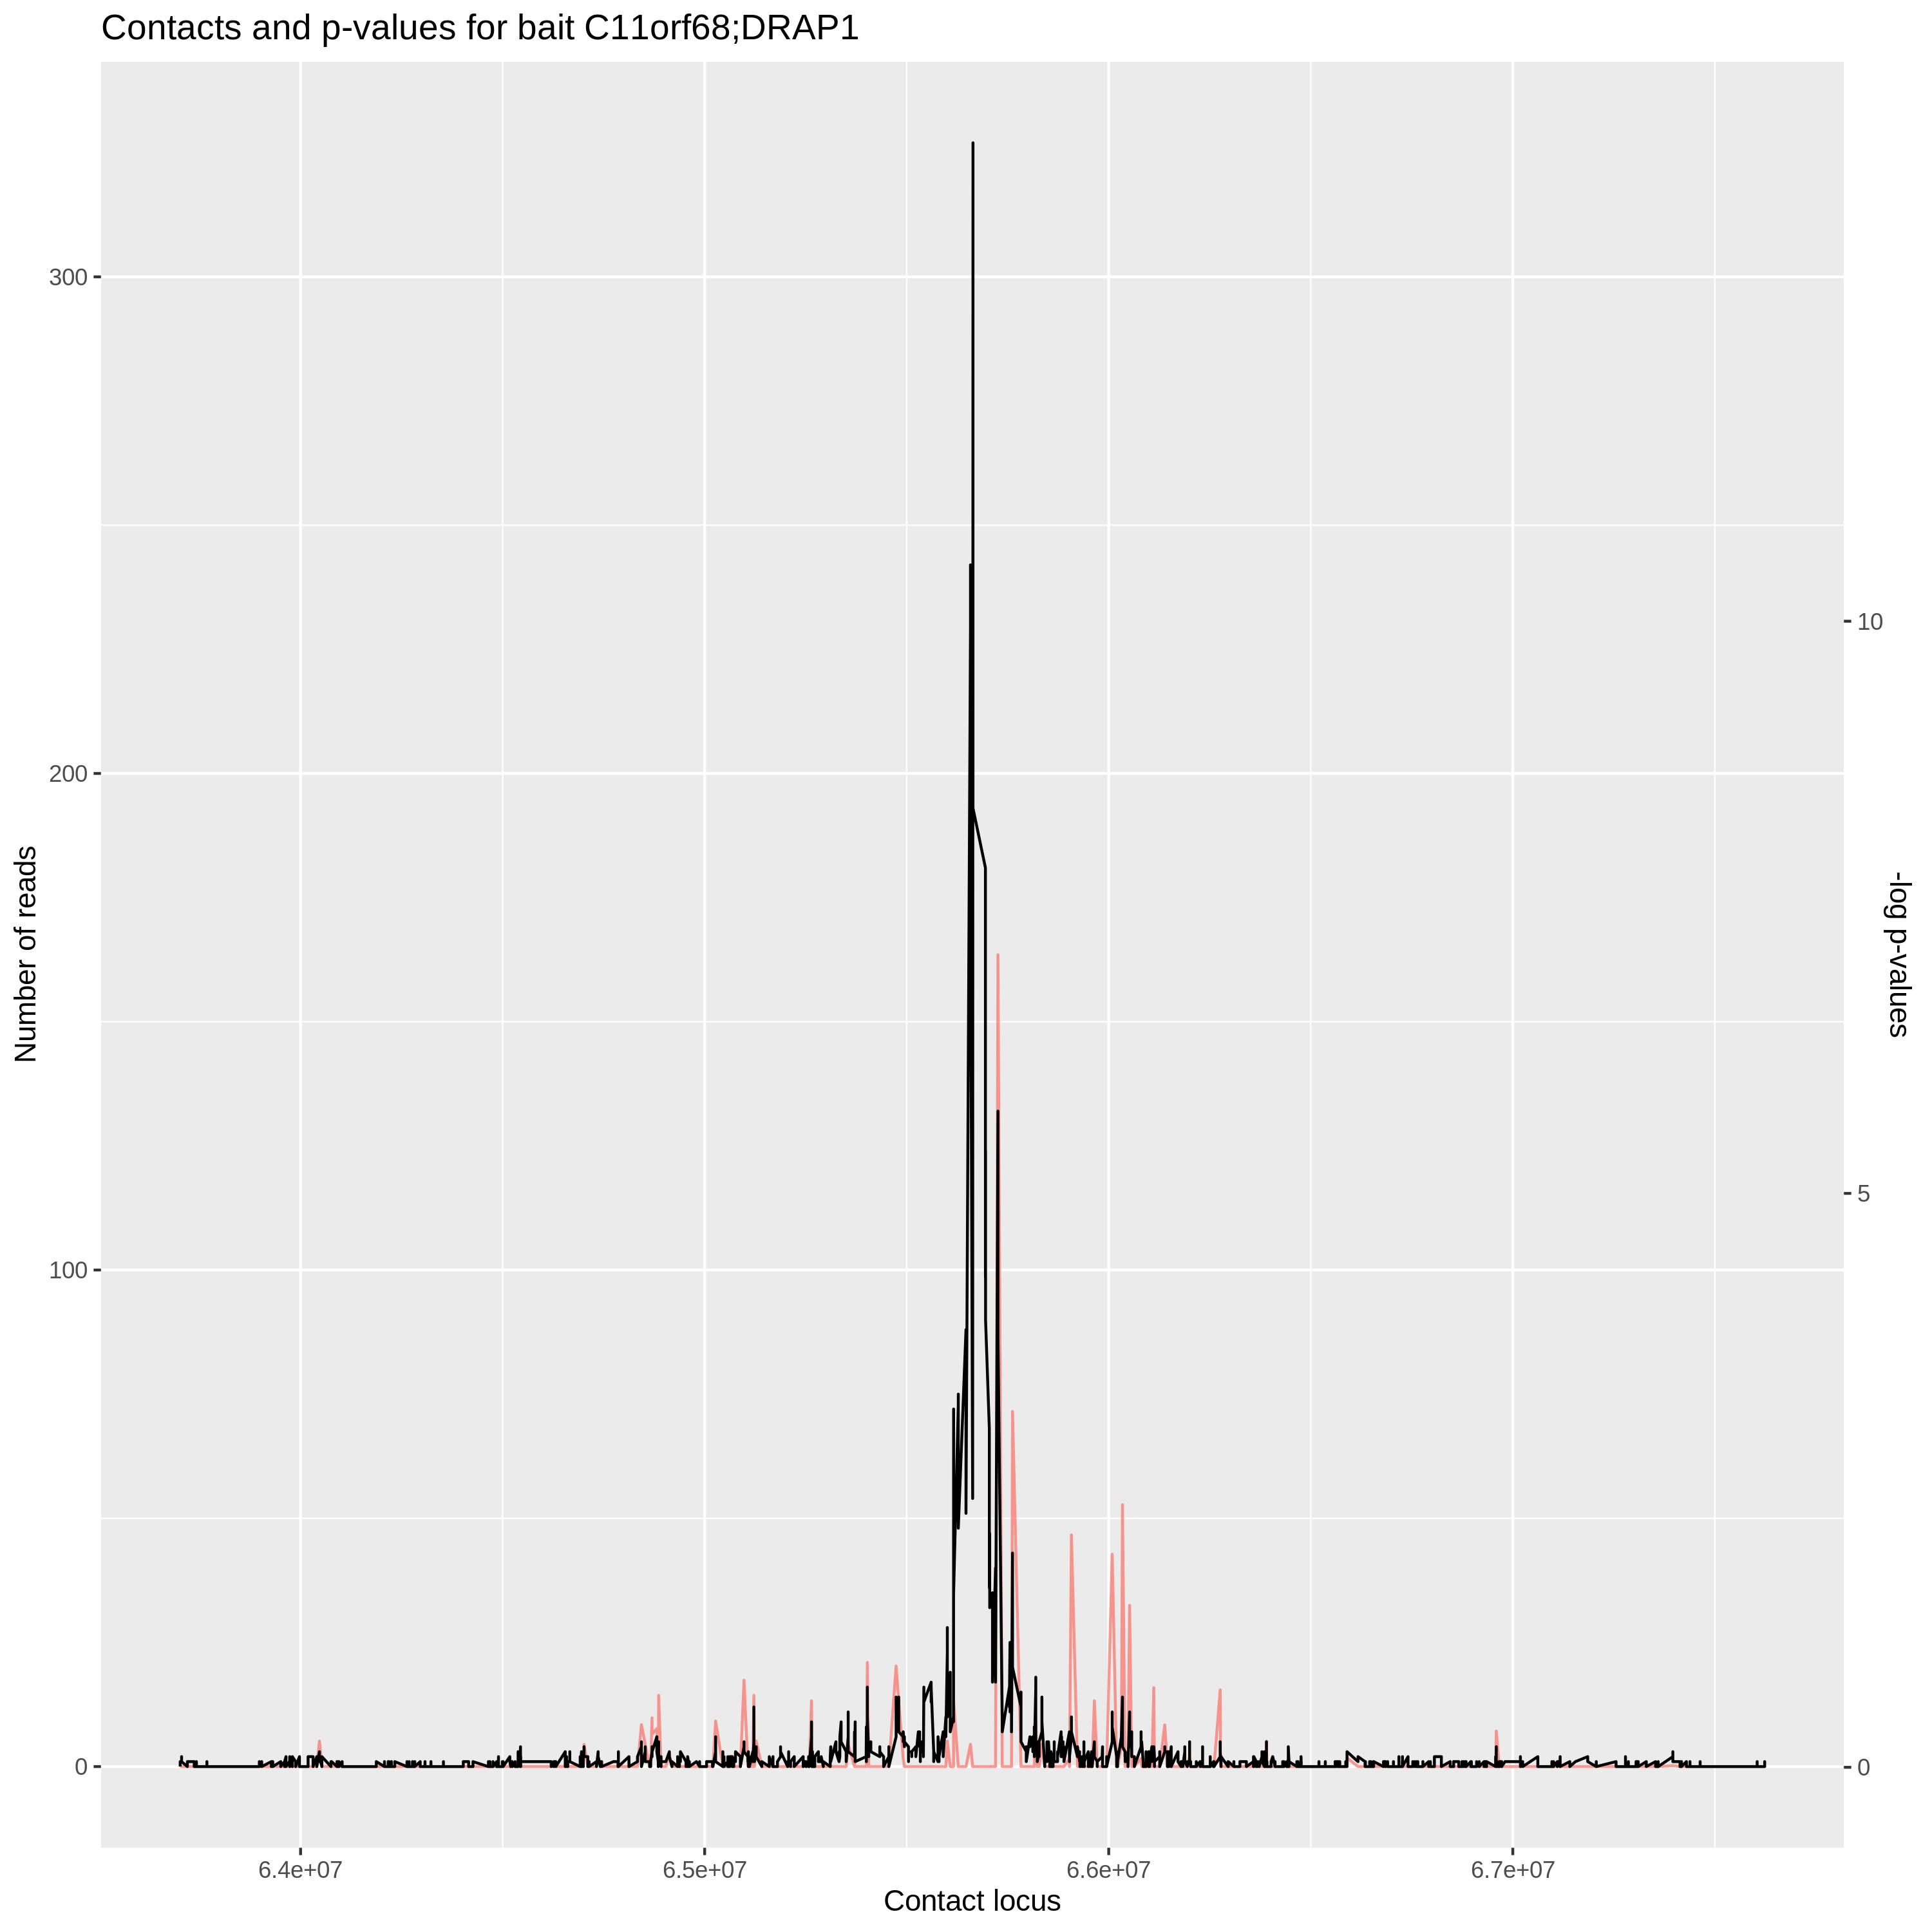 Contacts and p-values for bait C11orf68;DRAP1
300
200
100
0
Number of reads
10
5
0
-log p-values
6.4e+07
6.5e+07
6.6e+07
6.7e+07
Contact locus